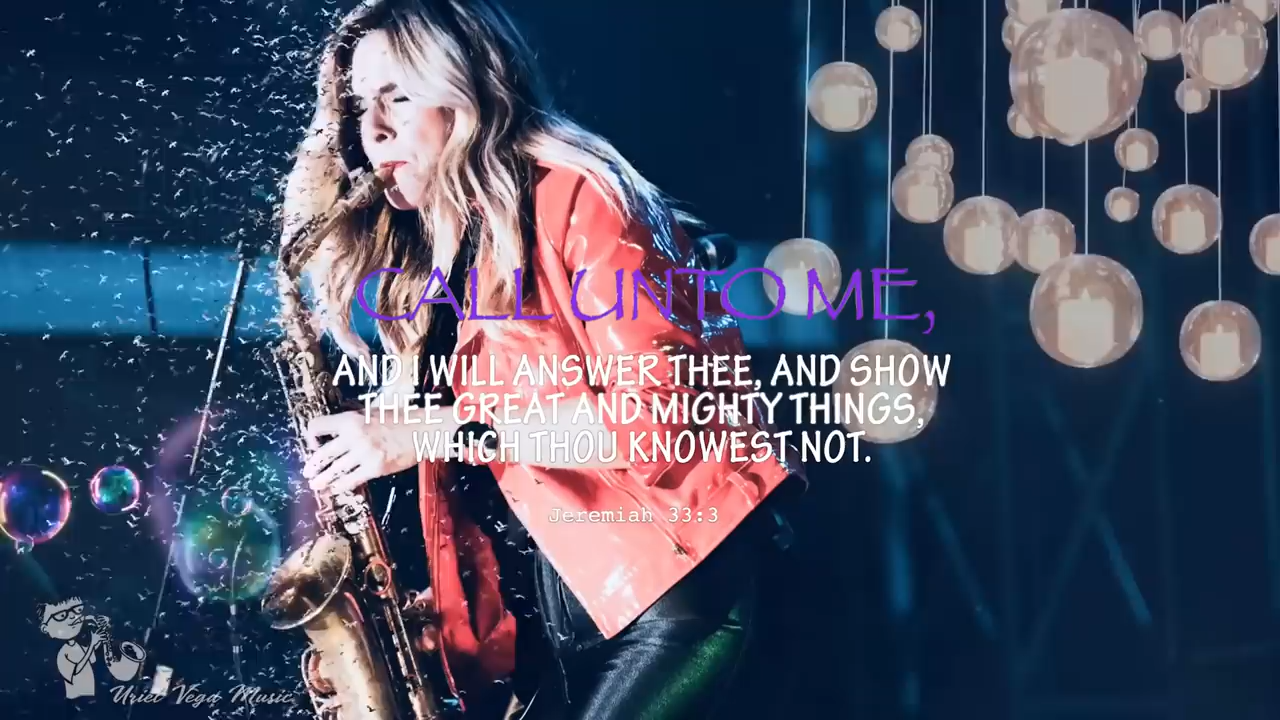 CALL UNTO ME,
AND I WILL ANSWER THEE, AND SHOW
THEE GREAT AND MIGHTY THINGS,
WHICH THOU KNOWEST NOT.
Jeremiah 33:3
Uriel Vega Music